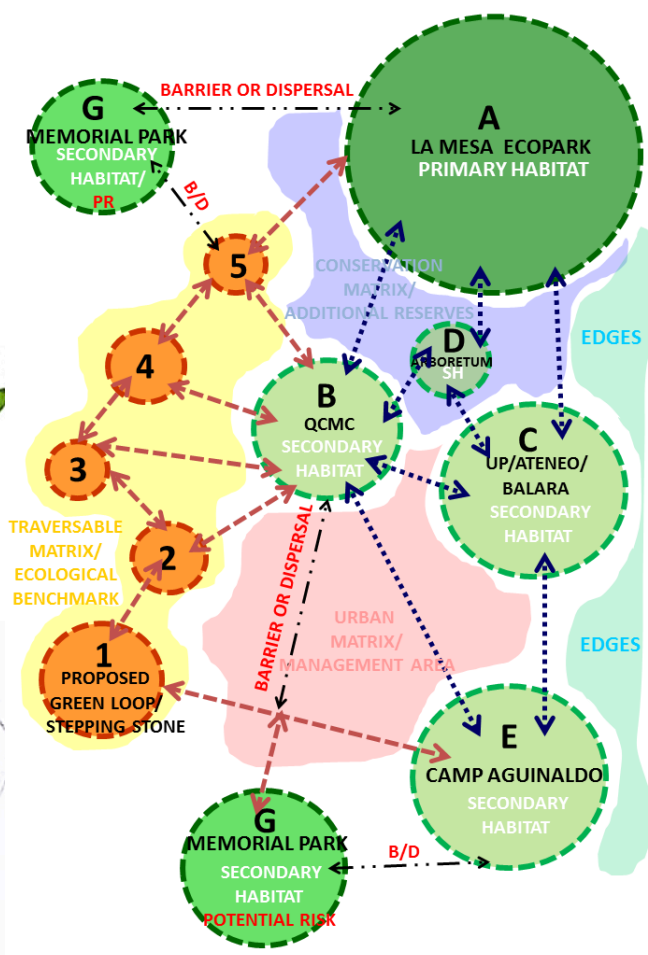 BARRIER OR DISPERSAL
G
MEMORIAL PARK
SECONDARY
HABITAT/
PR
A
LA MESA ECOPARK
PRIMARY HABITAT
B/D
5
CONSERVATION
MATRIX/
ADDITIONAL RESERVES
EDGES
D
ARBORETUM
SH
4
B
QCMC
SECONDARY
HABITAT
C
UP/ATENEO/
BALARA
SECONDARY
HABITAT
3
TRAVERSABLE
MATRIX/
ECOLOGICAL
BENCHMARK
2
BARRIER OR DISPERSAL
URBAN
MATRIX/
MANAGEMENT AREA
EDGES
1
PROPOSED
GREEN LOOP/
STEPPING STONE
E
CAMP AGUINALDO
SECONDARY
HABITAT
G
MEMORIAL PARK
SECONDARY
HABITAT
POTENTIAL RISK
B/D